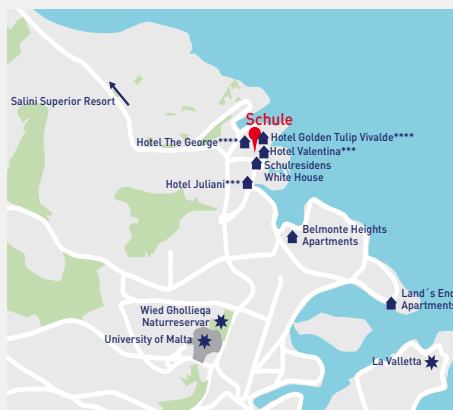 Salini Superior Resort
Schule
Hotel The George****
Hotel Golden Tulip Vivalde****
Hotel Valentina***
Schulresidens
White House
Hotel Juliani***
Belmonte Heights
Apartments
Land´s End
Apartments
Wied Ghollieqa
Naturreservar
University of Malta
La Valletta